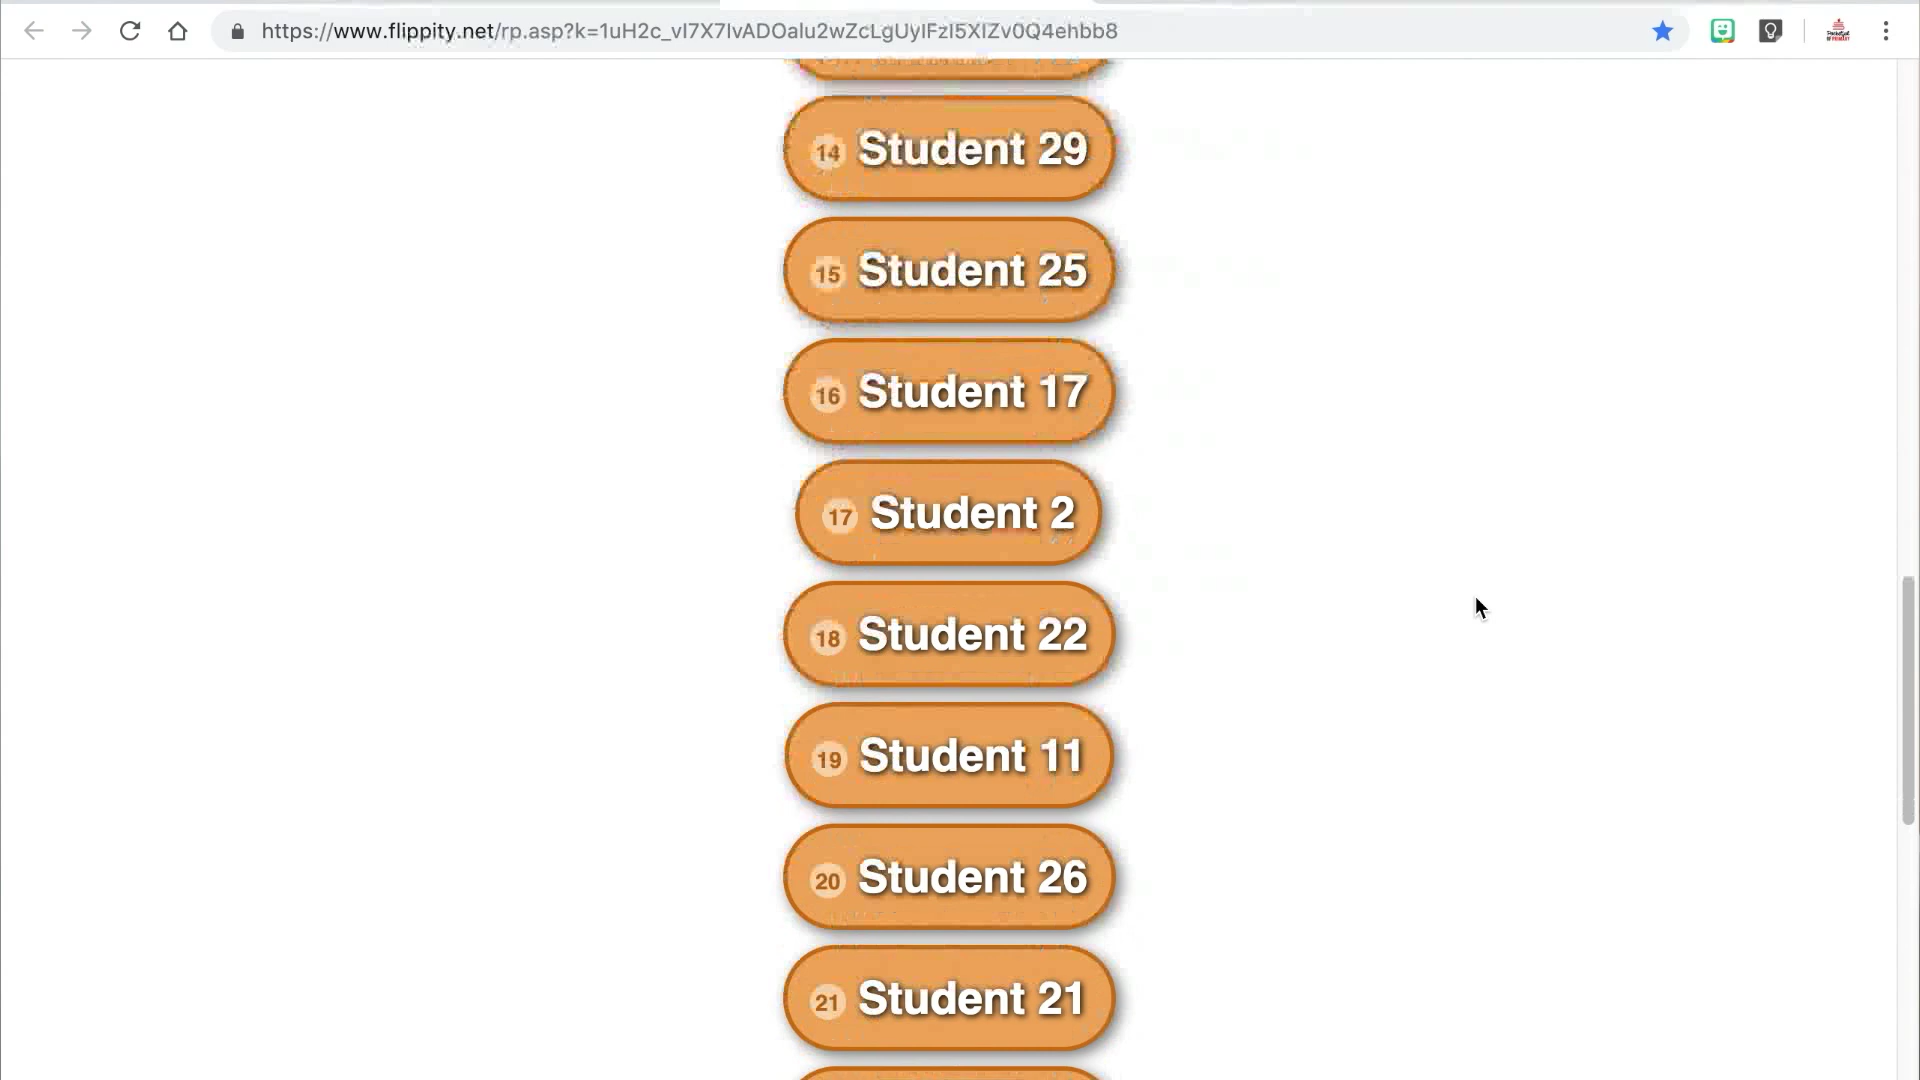 https://www.flippity.net/rp.asp?k=1uH2c_vI7X7IvADOalu2wZcLgUyIFzI5XIZv0Q4ehbb8
14 Student 29
15 Student 25
16 Student 17
17 Student 2
18 Student 22
19 Student 11
20 Student 26
21 Student 21